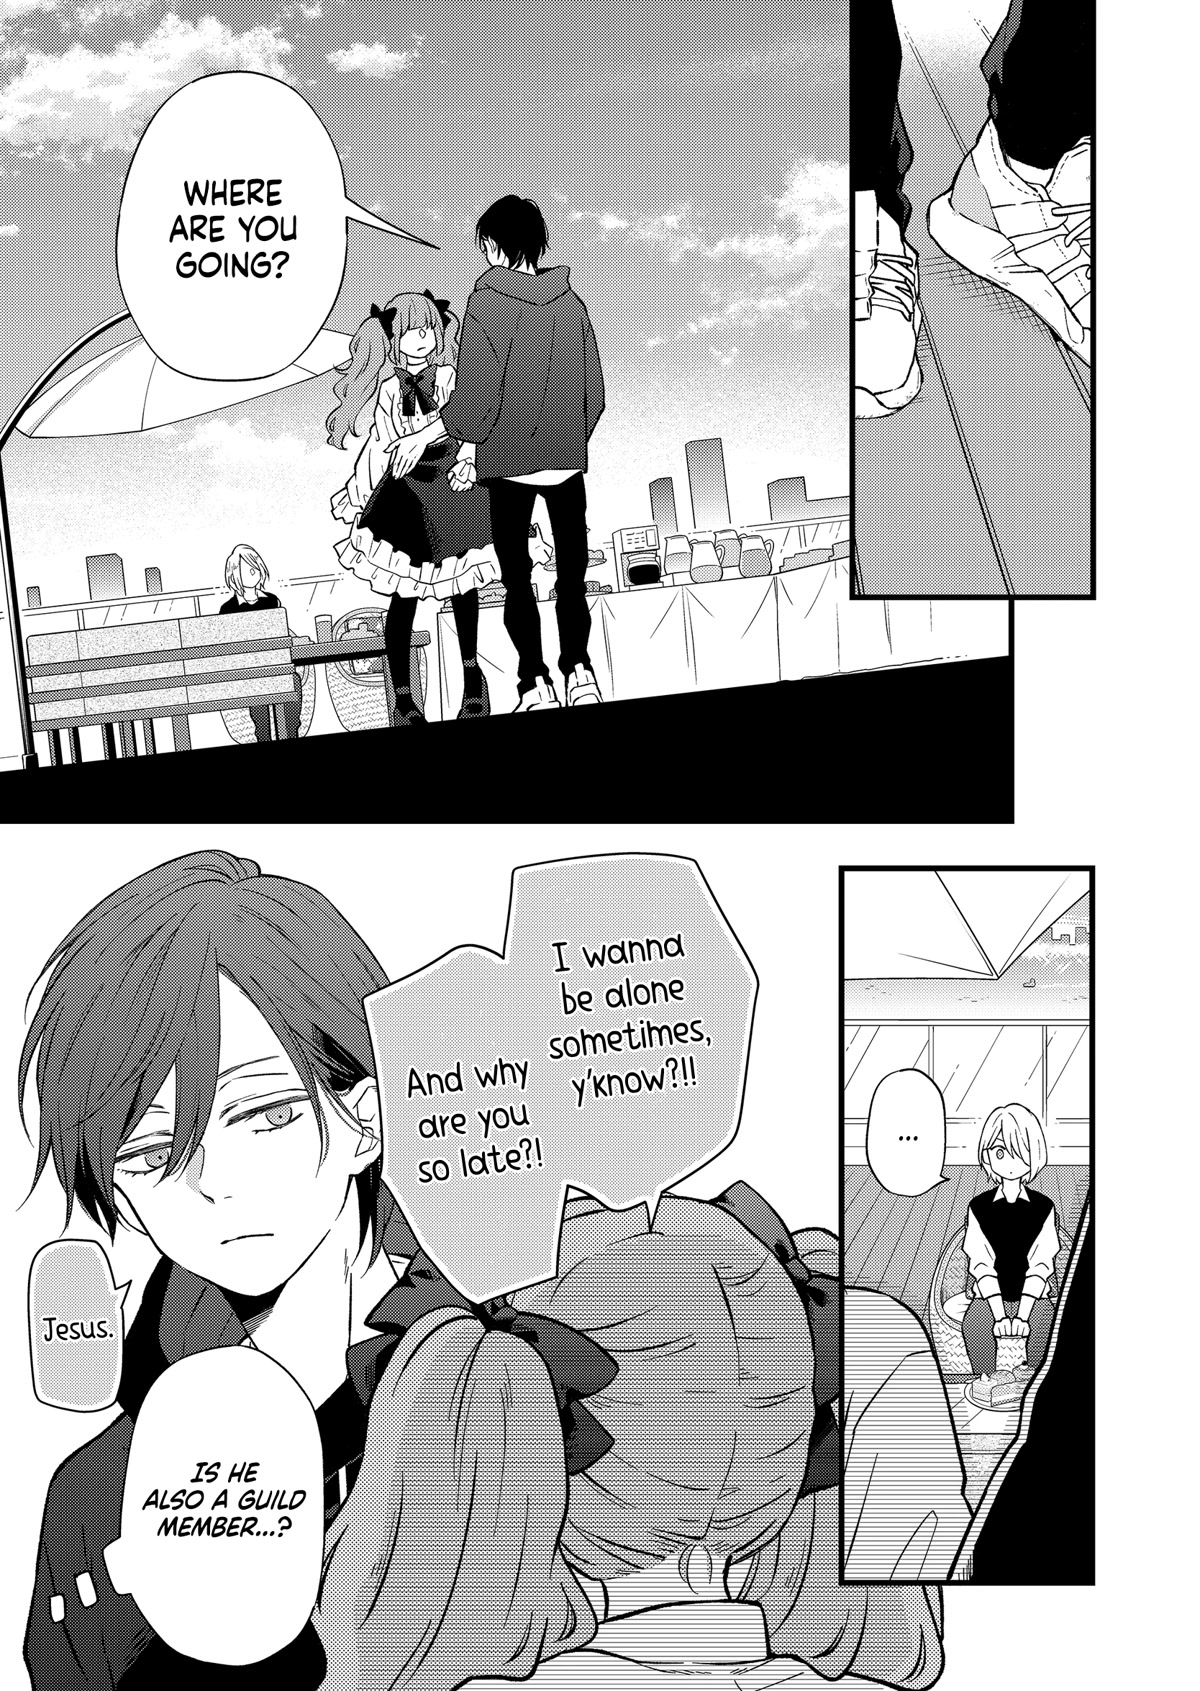 WHERE
ARE YOU
GOING?
...
I wanna
be alone
sometimes,
y'know?!!
And why
are you
so late?!
Jesus.
IS HE
ALSO A GUILD
MEMBER...?